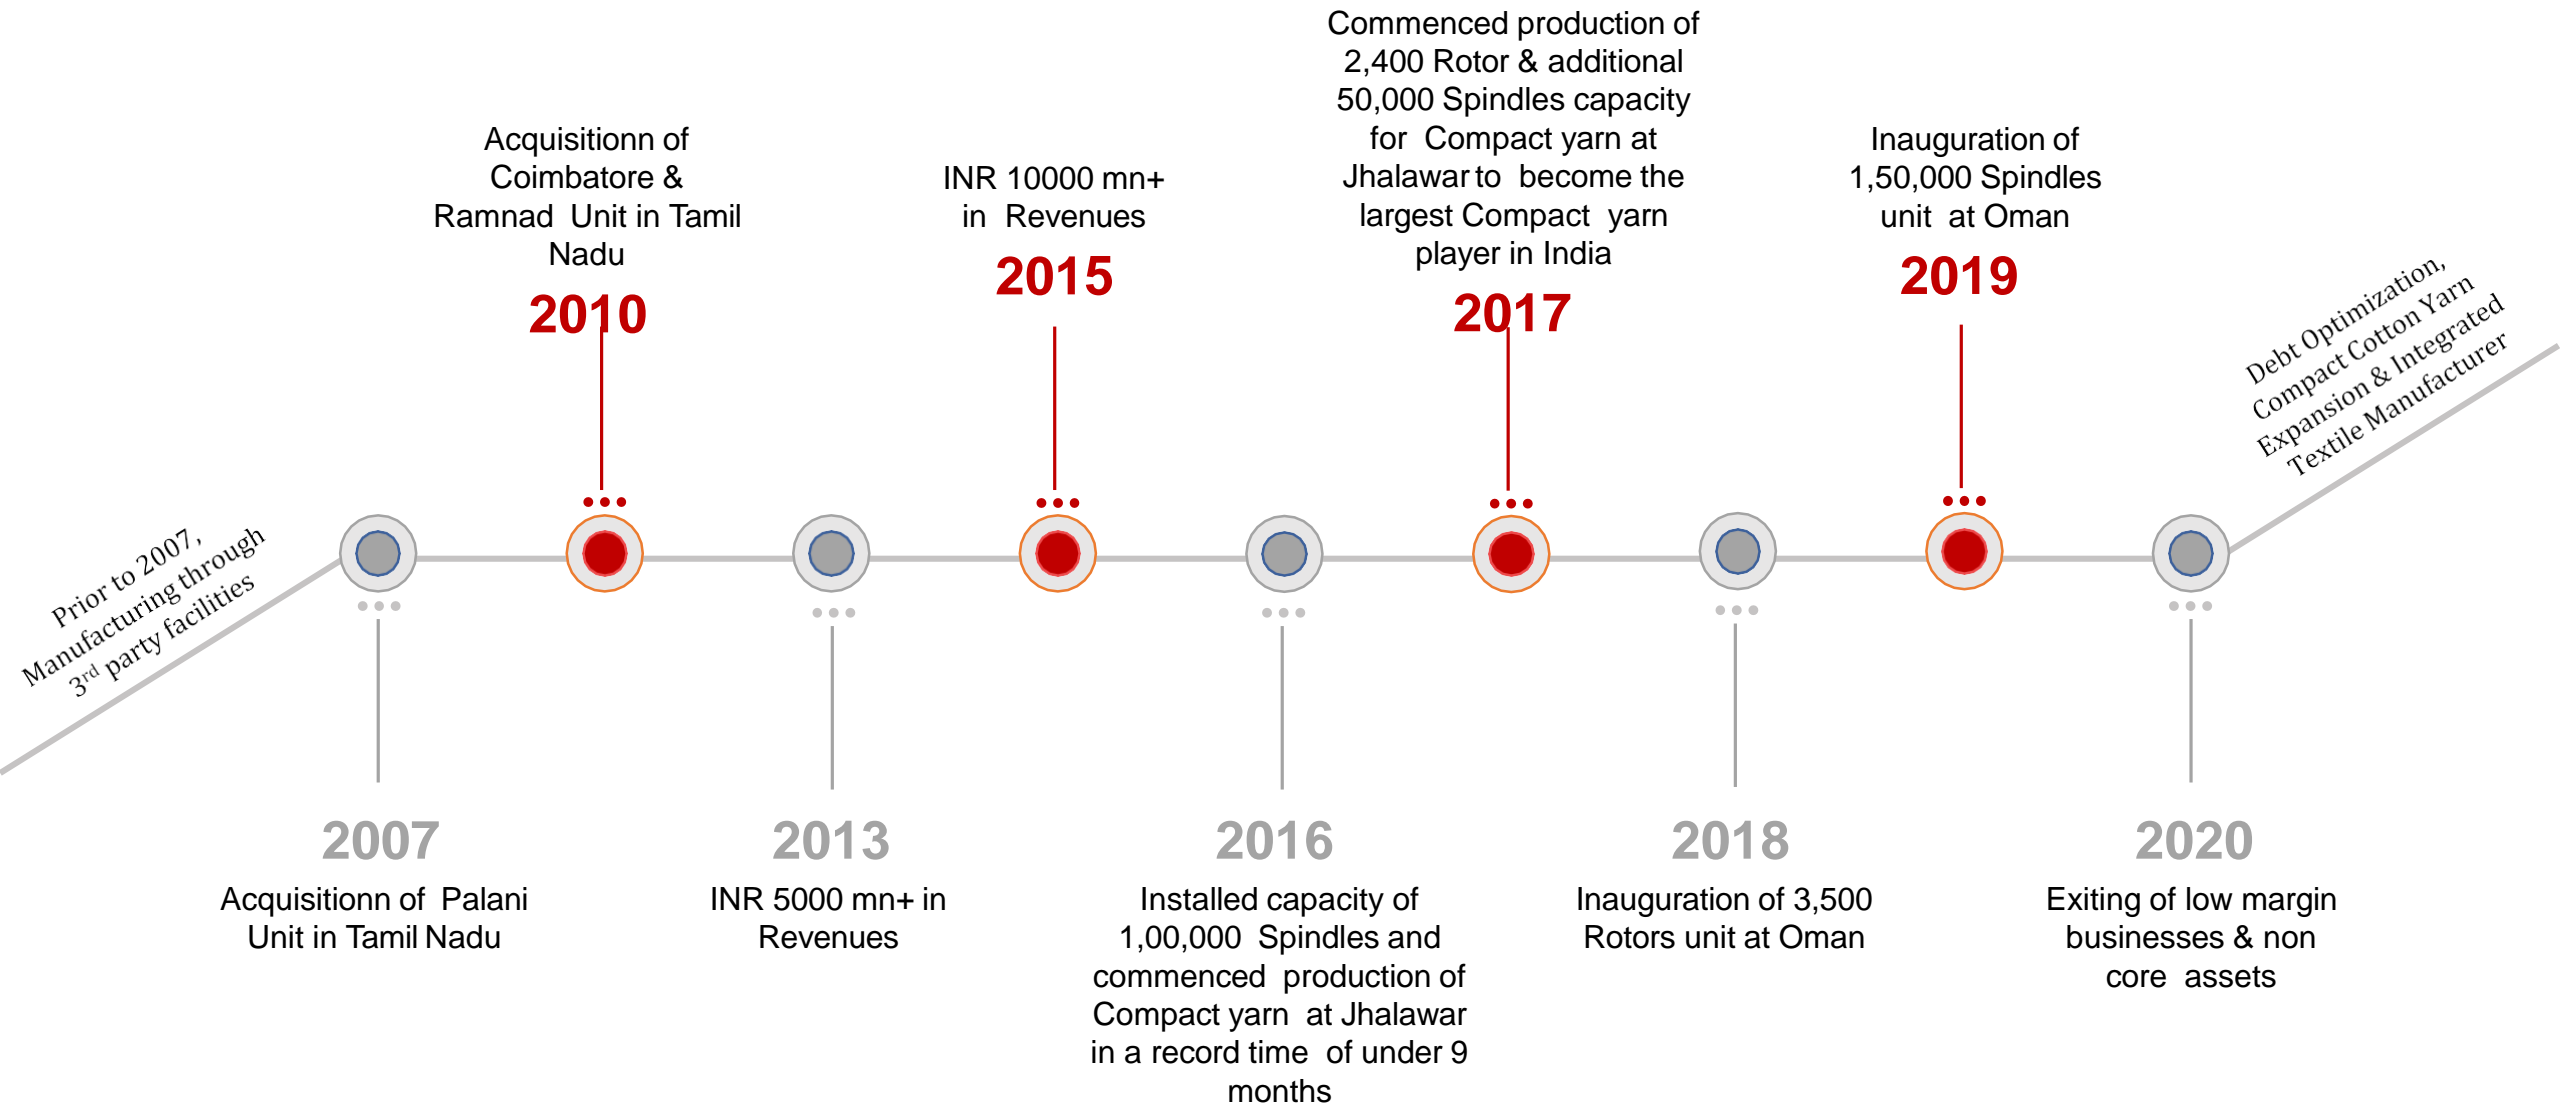 Prior to 2007,
Manufacturing through
3rd party facilities
2007
Acquisitionn of Palani
Unit in Tamil Nadu
Acquisitionn of
Coimbatore &
Ramnad Unit in Tamil
Nadu
2010
2013
INR 5000 mn+ in
Revenues
INR 10000 mn+
in Revenues
2015
2016
Installed capacity of
1,00,000 Spindles and
commenced production of
Compact yarn at Jhalawar
in a record time of under 9
months
Commenced production of
2,400 Rotor & additional
50,000 Spindles capacity
for Compact yarn at
Jhalawar to become the
largest Compact yarn
player in India
2017
2018
Inauguration of 3,500
Rotors unit at Oman
Inauguration of
1,50,000 Spindles
unit at Oman
2019
2020
Exiting of low margin
businesses & non
core assets
Debt Optimization,
Compact Cotton Yarn
Expansion & Integrated
Textile Manufacturer